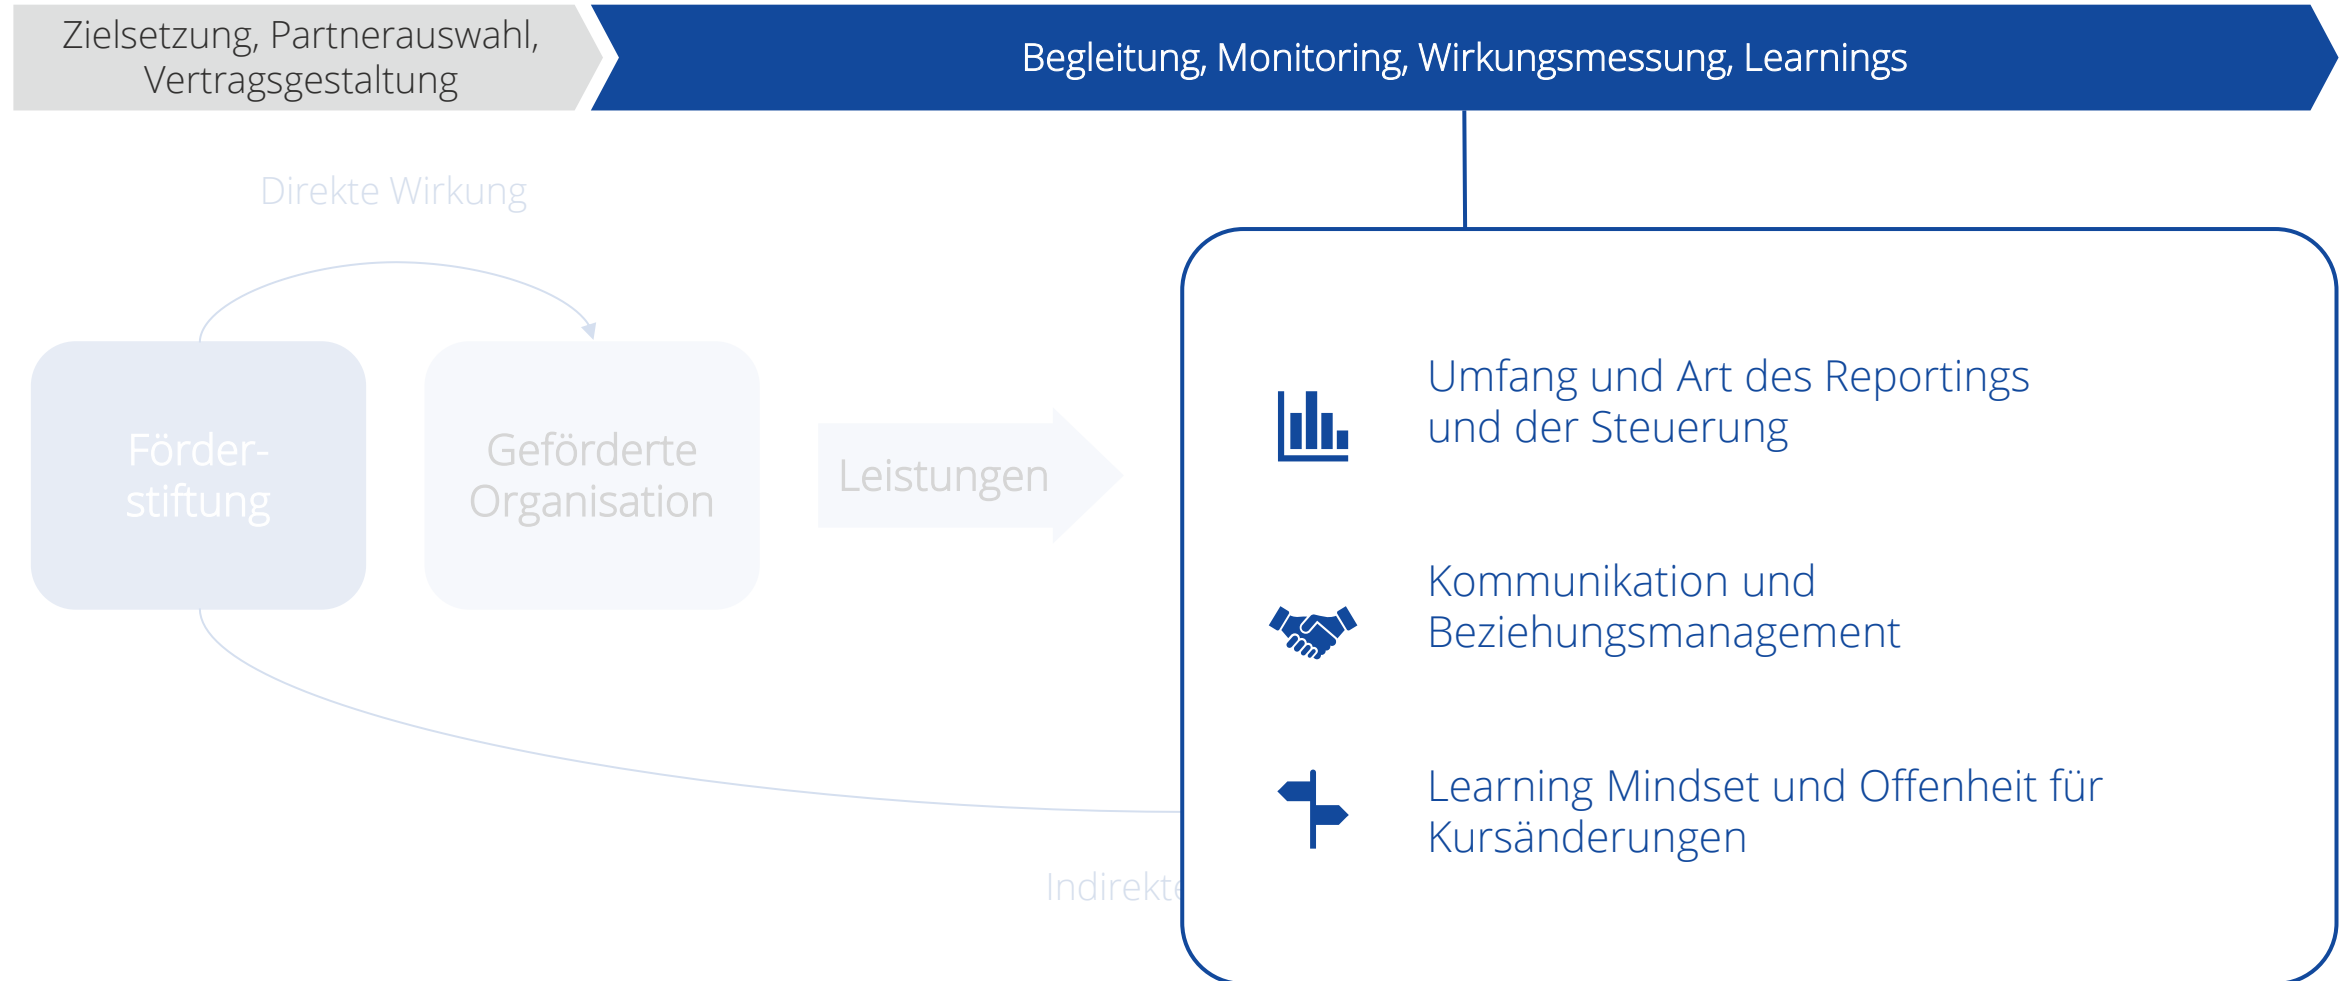 Zielsetzung, Partnerauswahl,
Vertragsgestaltung
Begleitung, Monitoring, Wirkungsmessung, Learnings
Direkte Wirkung
Förder-
stiftung
Geförderte
Organisation
Leistungen
Umfang und Art des Reportings
und der Steuerung
Kommunikation und
Beziehungsmanagement
Learning Mindset und Offenheit für
Kursänderungen
Indirekte